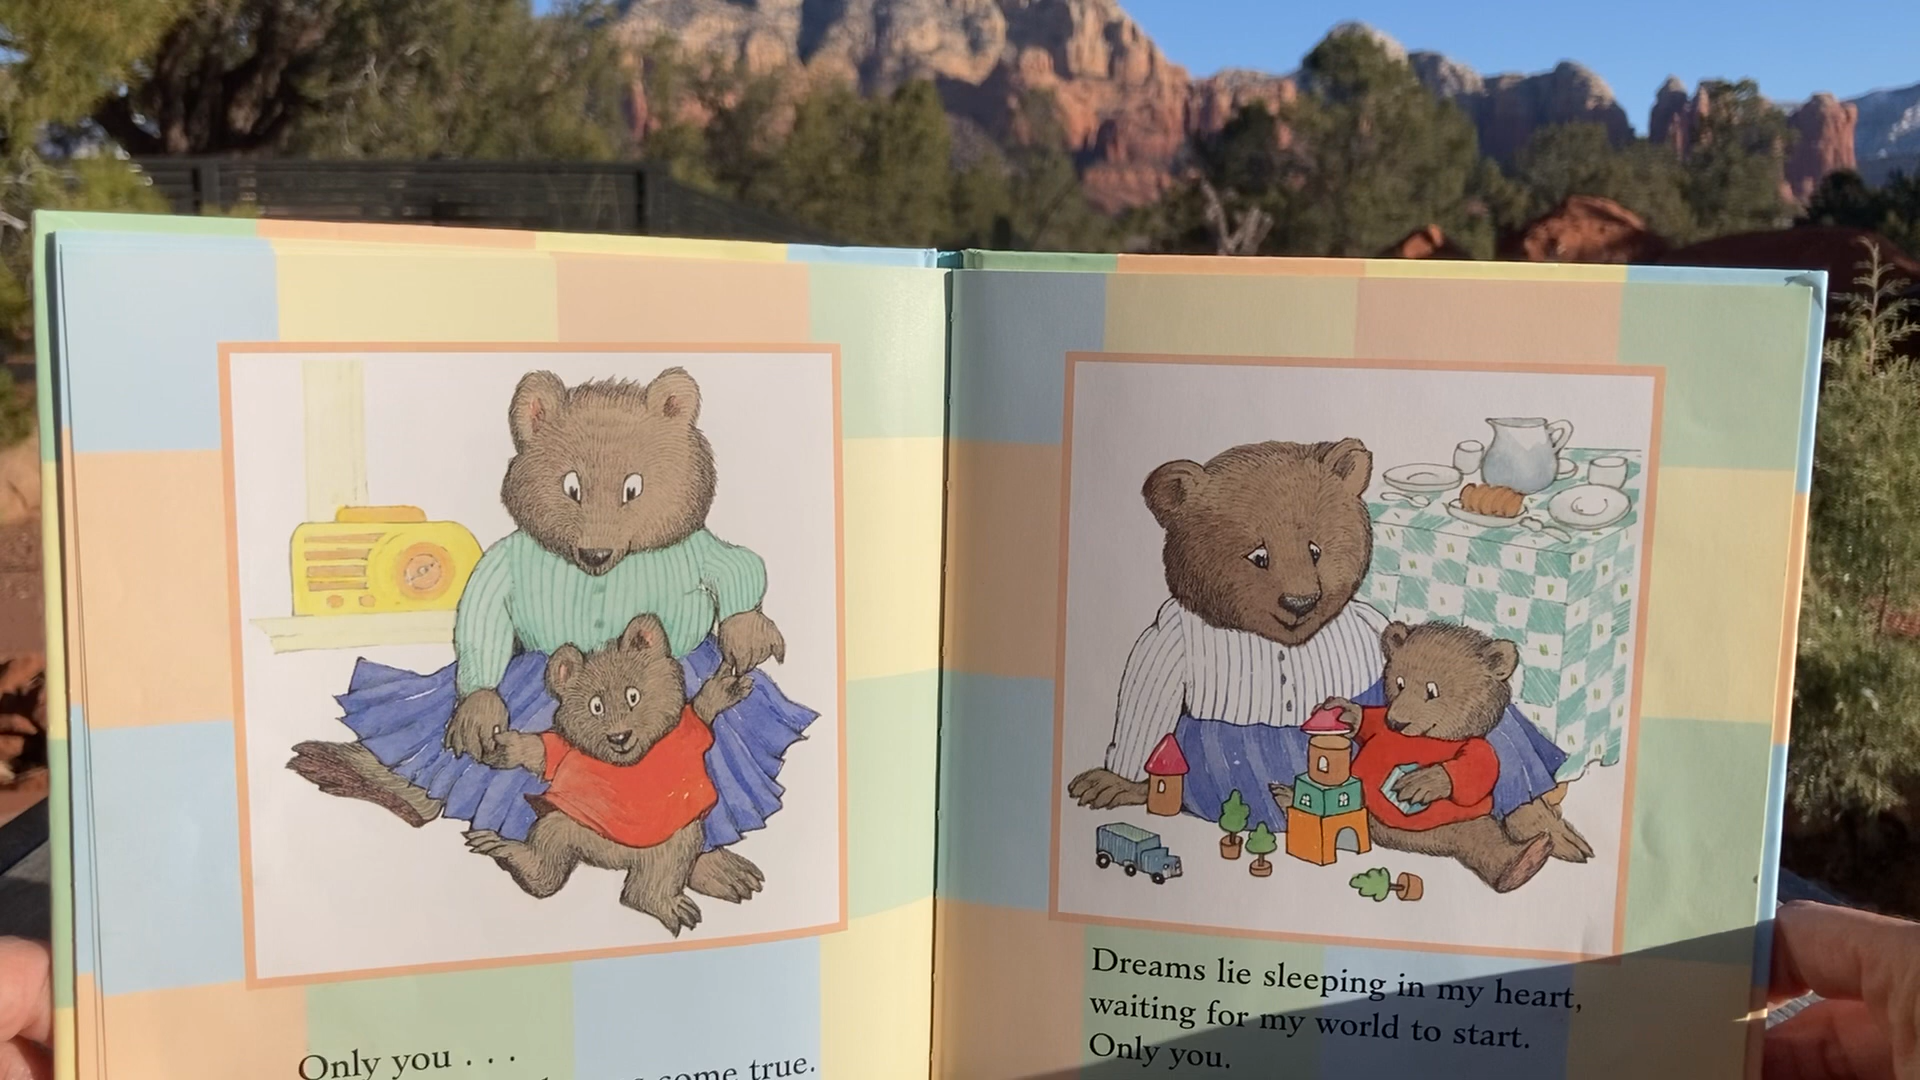 Only you . . .
come true.
Dreams lie sleeping in my heart,
waiting for my world to start.
Only you.